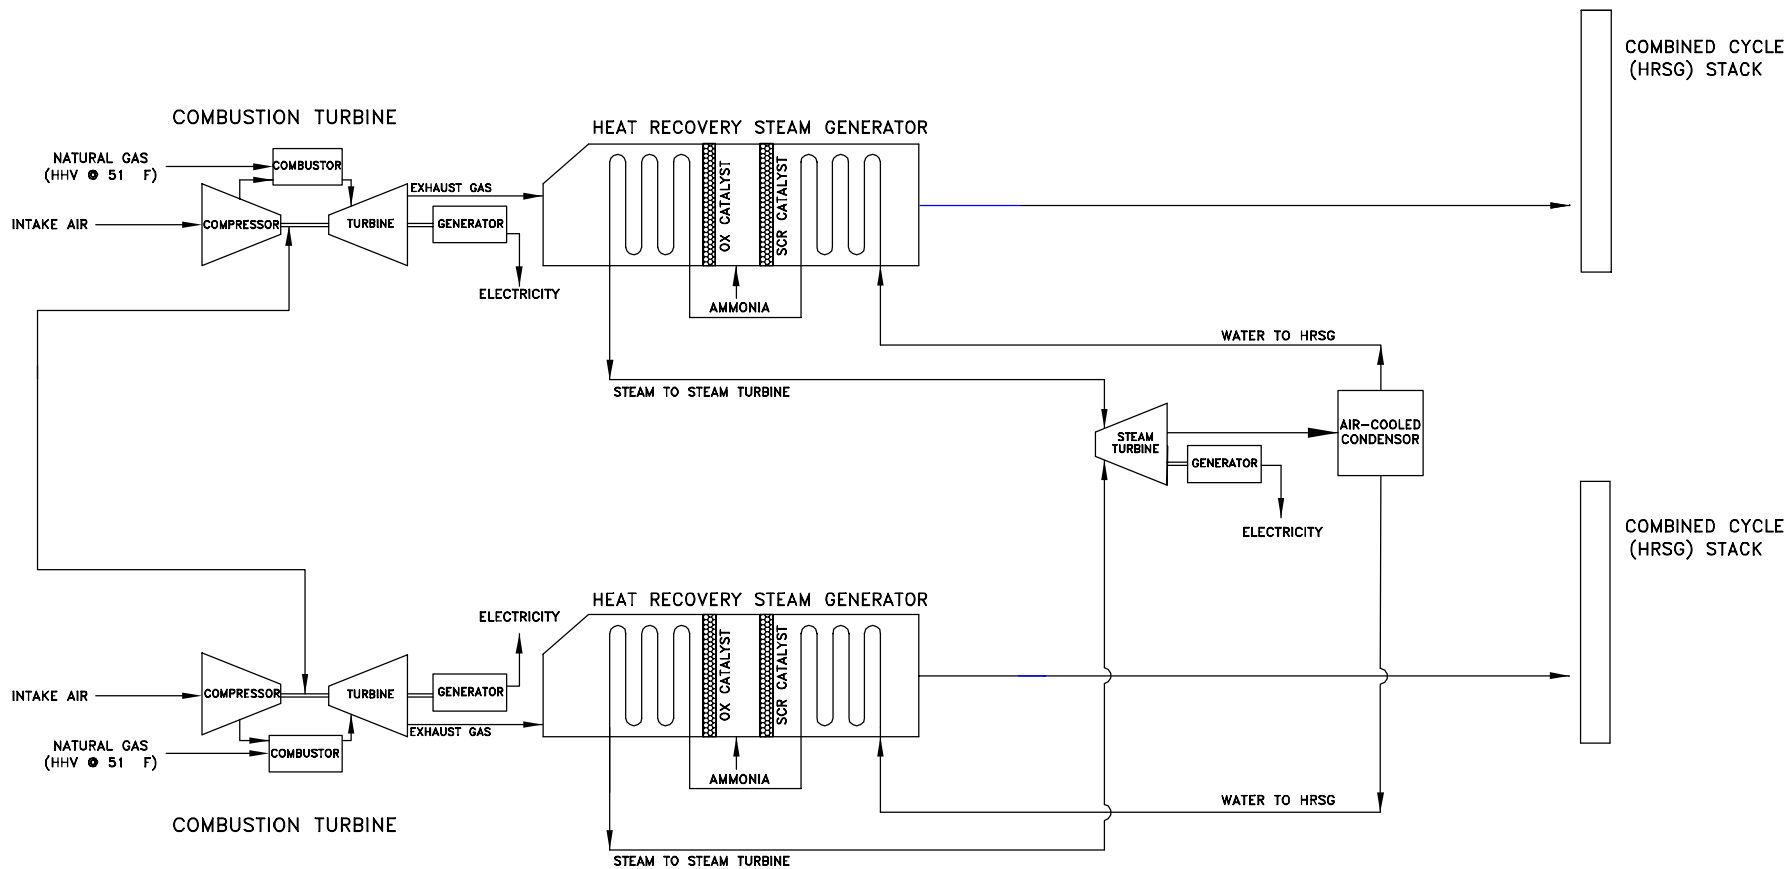 COMBINED CYCLE
(HRSG) STACK
COMBUSTION TURBINE
HEAT RECOVERY STEAM GENERATOR
NATURAL GAS
(HHV @ 51 F)
COMBUSTOR
OX CATALYST
SCR CATALYST
EXHAUST GAS
INTAKE AIR
COMPRESSOR
TURBINE
GENERATOR
ELECTRICITY
AMMONIA
WATER TO HRSG
STEAM TO STEAM TURBINE
STEAM
TURBINE
AIR-COOLED
CONDENSOR
GENERATOR
ELECTRICITY
COMBINED CYCLE
(HRSG) STACK
HEAT RECOVERY STEAM GENERATOR
ELECTRICITY
OX CATALYST
SCR CATALYST
INTAKE AIR
COMPRESSOR
TURBINE
GENERATOR
EXHAUST GAS
NATURAL GAS
(HHV @ 51 F)
COMBUSTOR
AMMONIA
WATER TO HRSG
COMBUSTION TURBINE
STEAM TO STEAM TURBINE